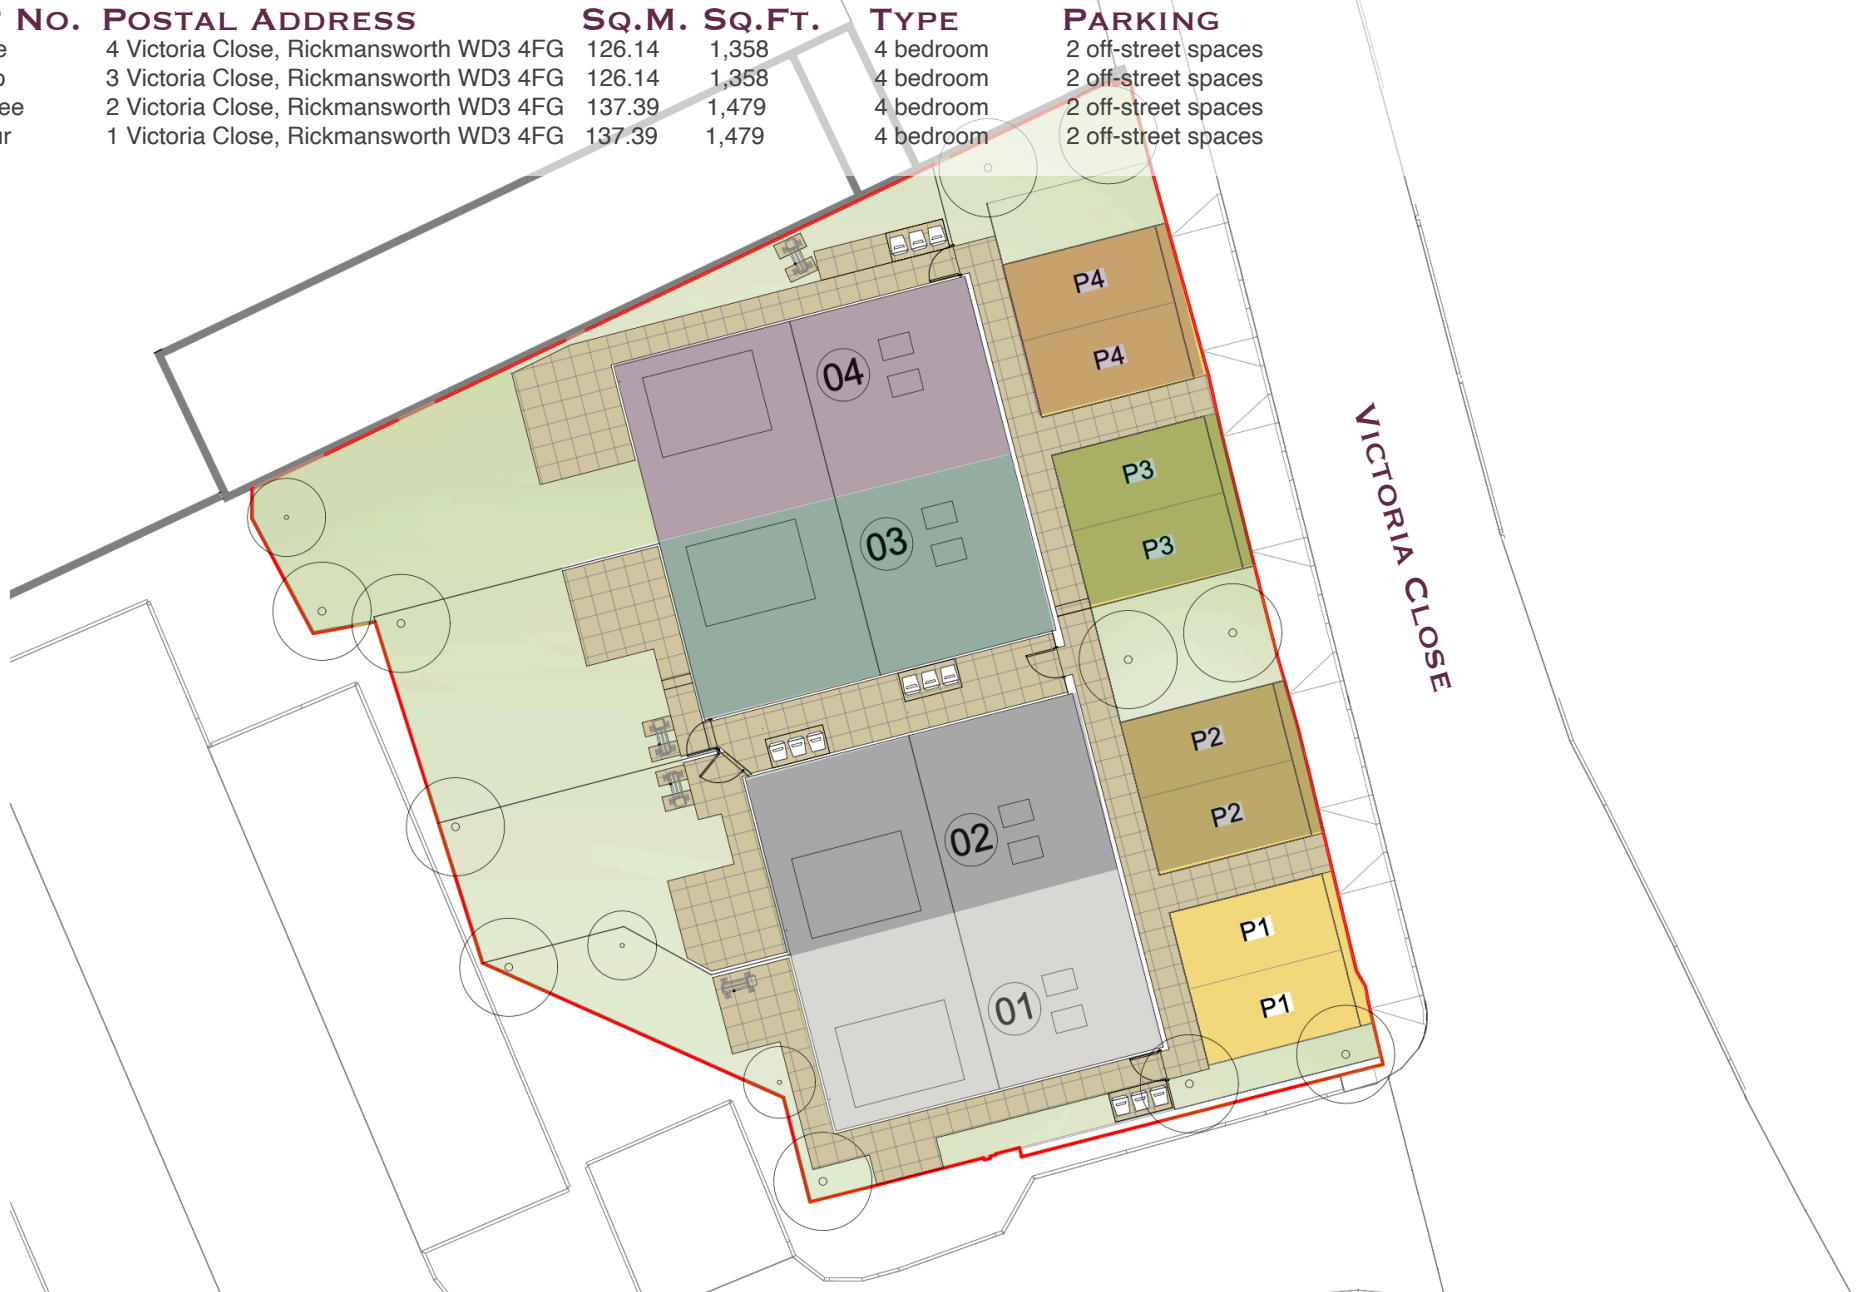 No. Postal Address Sq.M. Sq.Ft. Type Parking
4 Victoria Close, Rickmansworth WD3 4FG 126.14 1,358 4 bedroom 2 off-street spaces
3 Victoria Close, Rickmansworth WD3 4FG 126.14 1,358 4 bedroom 2 off-street spaces
2 Victoria Close, Rickmansworth WD3 4FG 137.39 1,479 4 bedroom 2 off-street spaces
1 Victoria Close, Rickmansworth WD3 4FG 137.39 1,479 4 bedroom 2 off-street spaces
P4
P4
04
P3
P3
03
Victoria Close
P2
P2
02
P1
P1
01